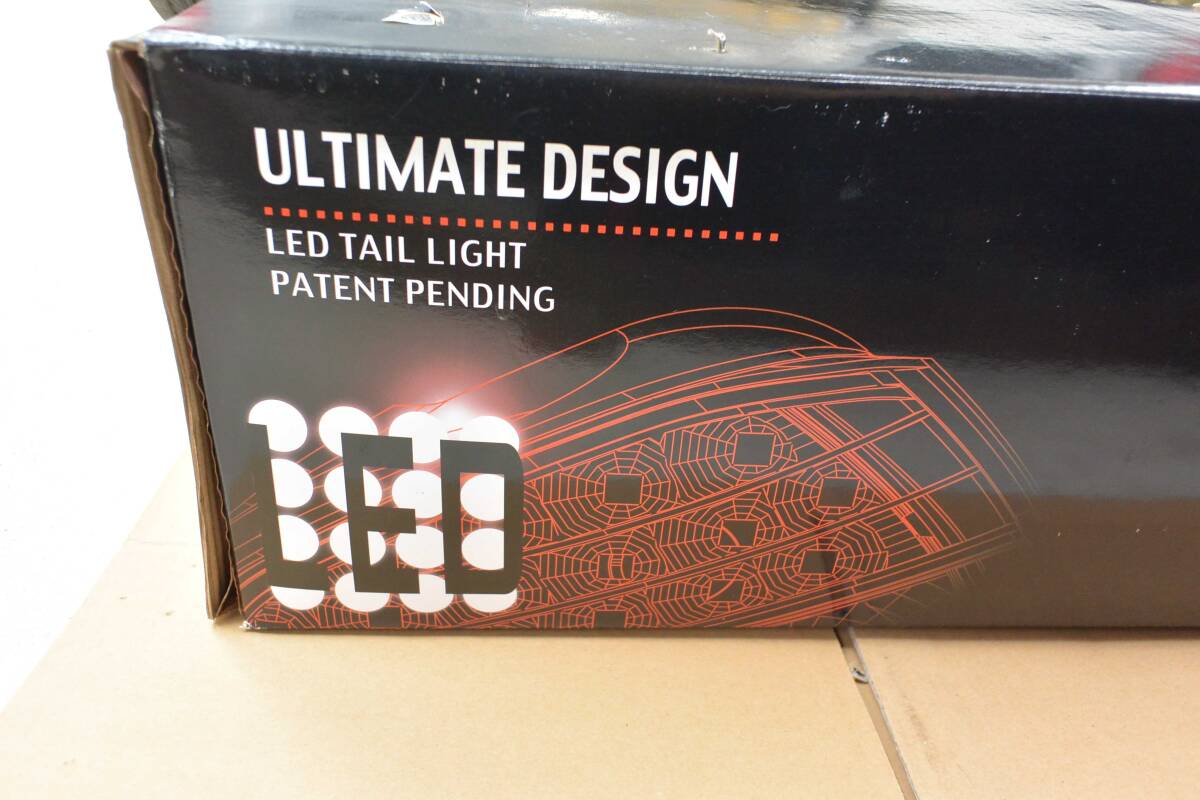 ULTIMATE DESIGN
LED TAIL LIGHT
PATENT PENDING
LED